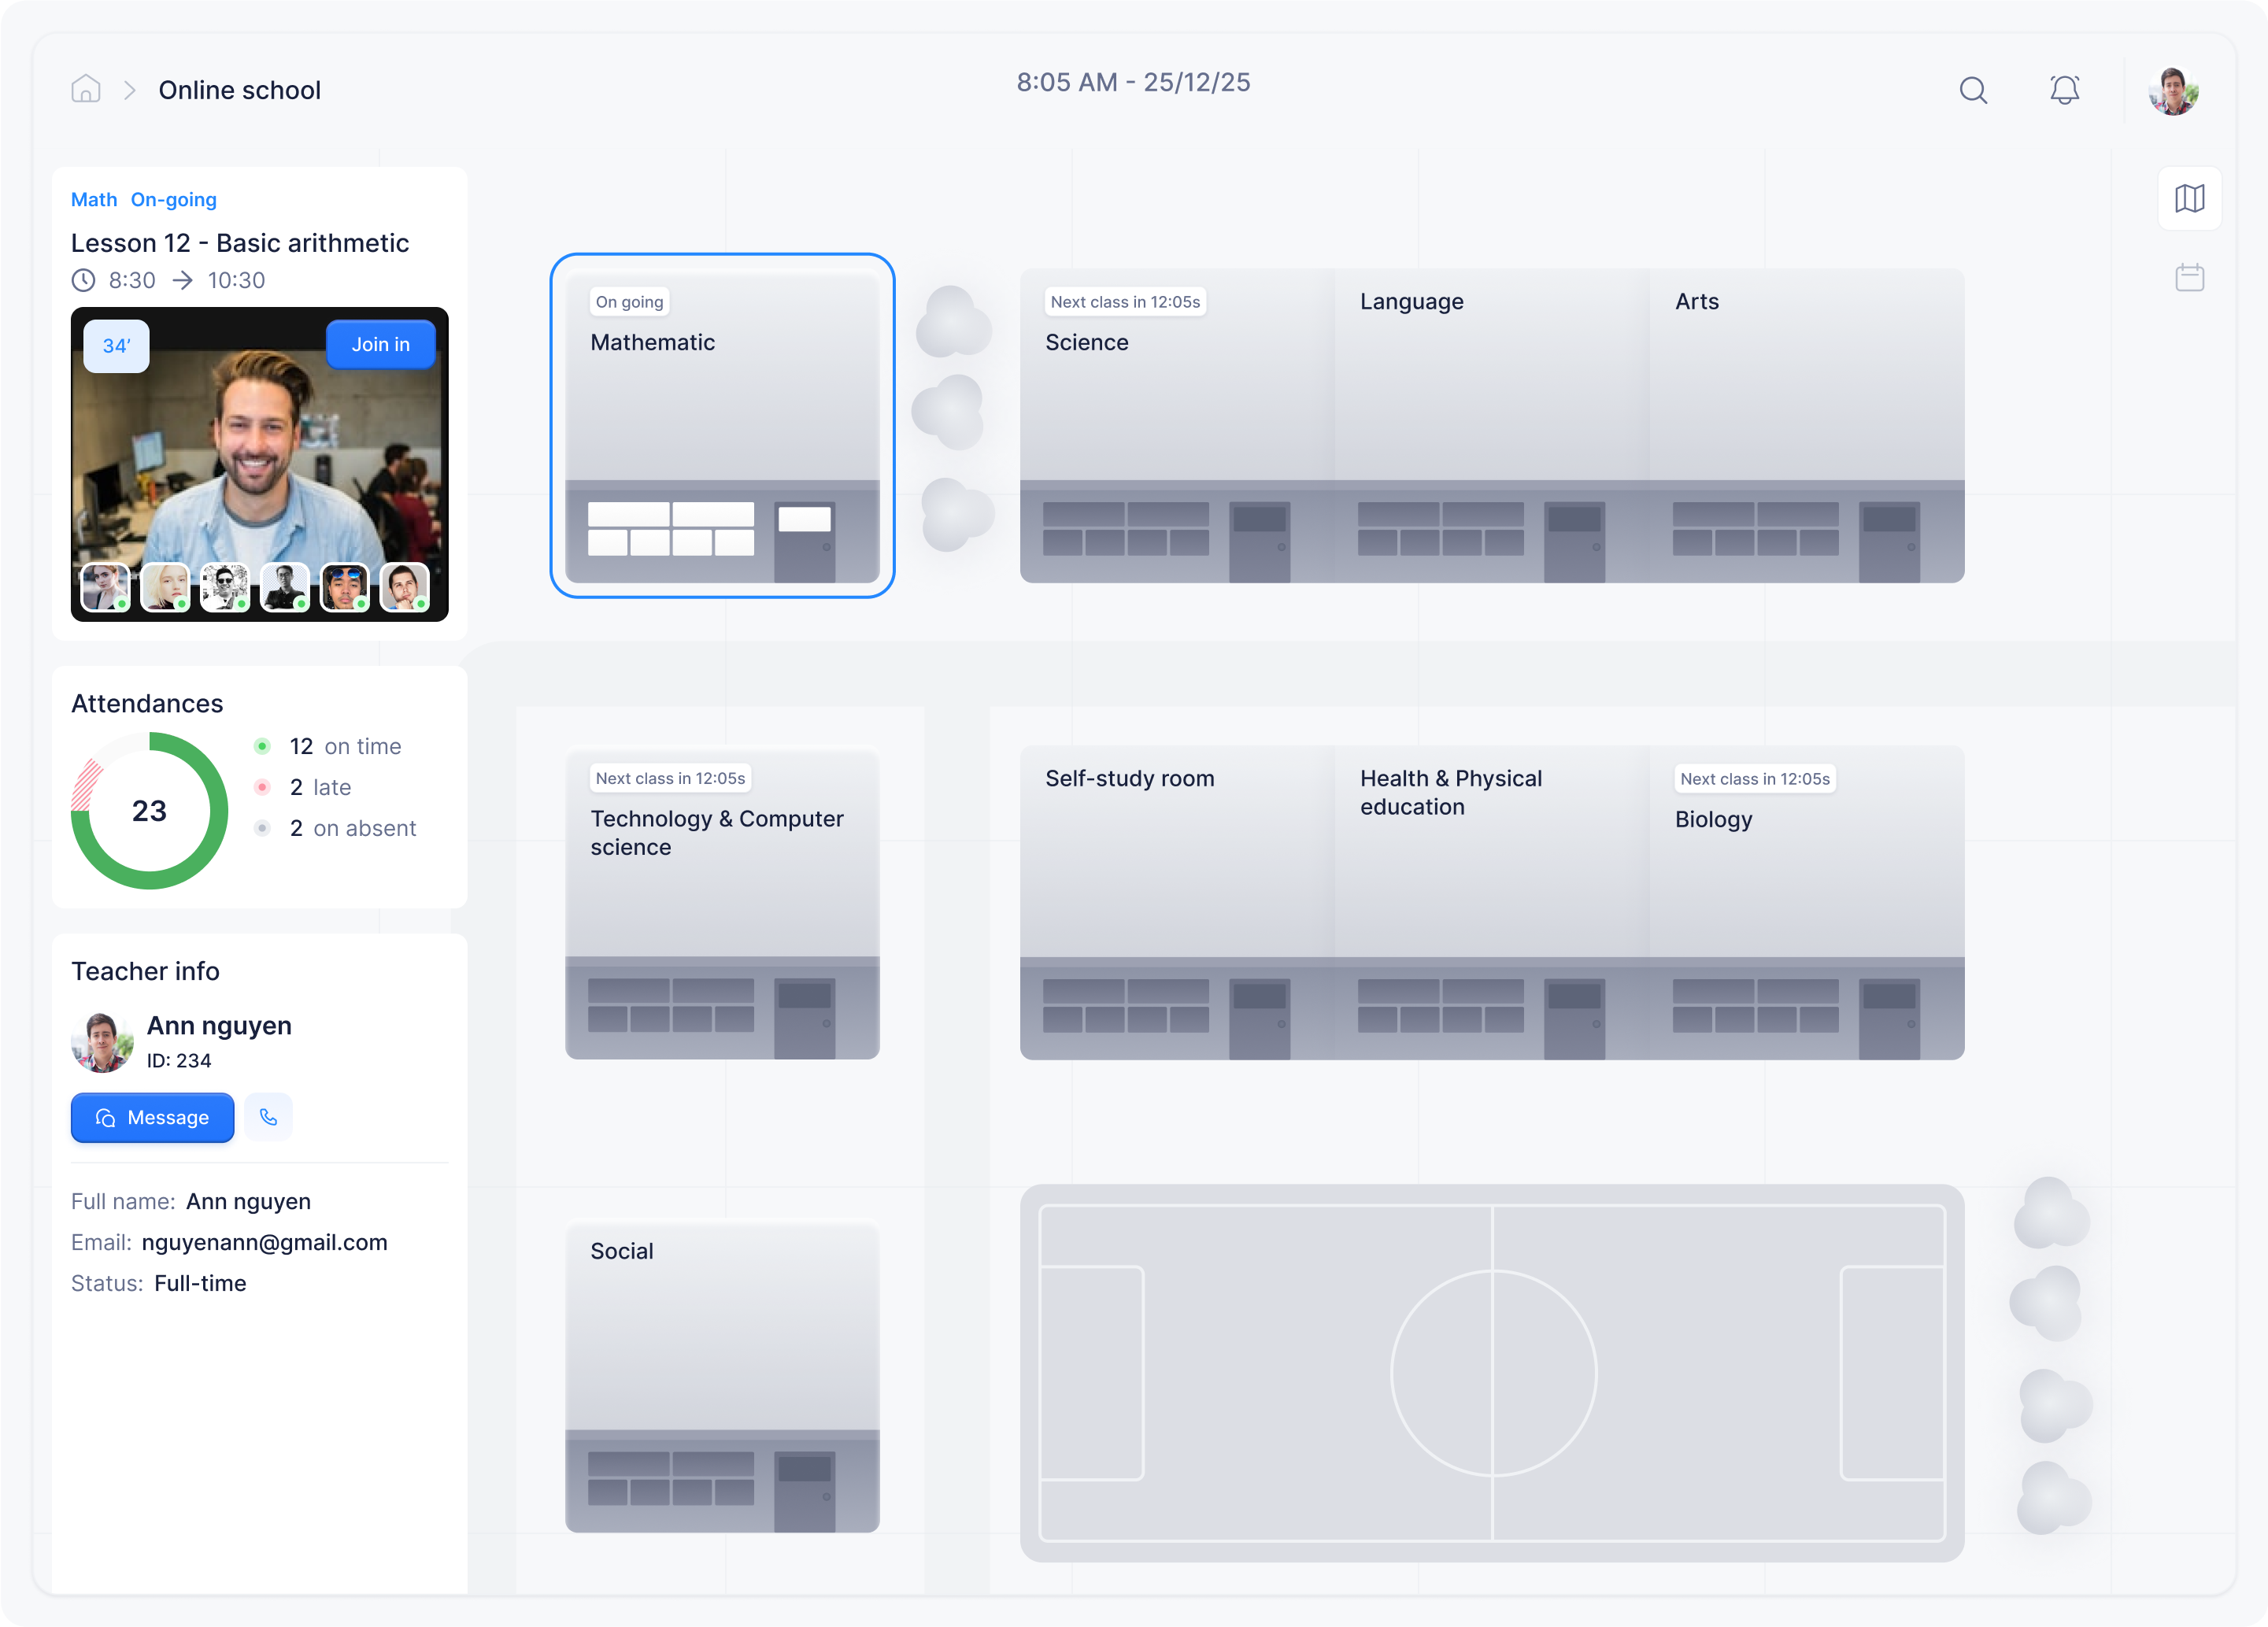 Online school
8:05 AM - 25/12/25
Math On-going
Lesson 12 - Basic arithmetic
8:30 → 10:30
34’
Join in
Attendances
23
12 on time
2 late
2 on absent
Teacher info
Ann nguyen
ID: 234
Message
Full name: Ann nguyen
Email: nguyenann@gmail.com
Status: Full-time
On going
Mathematic
Next class in 12:05s
Science
Language
Arts
Next class in 12:05s
Technology & Computer
science
Self-study room
Health & Physical
education
Next class in 12:05s
Biology
Social